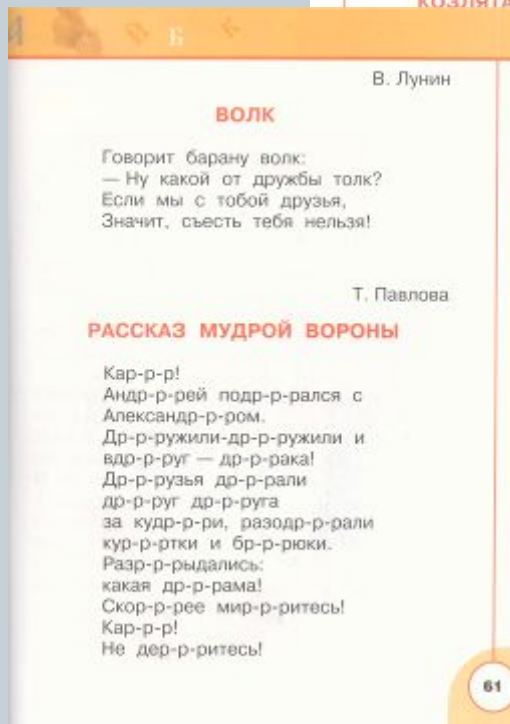 КОЗЛЯТА
Й П Б К
В. Лунин
ВОЛК
Говорит барану волк:
— Ну какой от дружбы толк?
Если мы с тобой друзья,
Значит, съесть тебя нельзя!
Т. Павлова
РАССКАЗ МУДРОЙ ВОРОНЫ
Кар-р-р!
Андр-р-рей подр-р-рался с
Александр-р-ром.
Др-р-ружили-др-р-ружили и
вдр-р-руг — др-р-рака!
Др-р-рузья др-р-рали
др-р-руг др-р-руга
за кудр-р-ри, разодр-р-рали
кур-р-ртки и бр-р-рюки.
Разр-р-рыдались:
какая др-р-рама!
Скор-р-рее мир-р-ритесь!
Кар-р-р!
Не дер-р-ритесь!
61